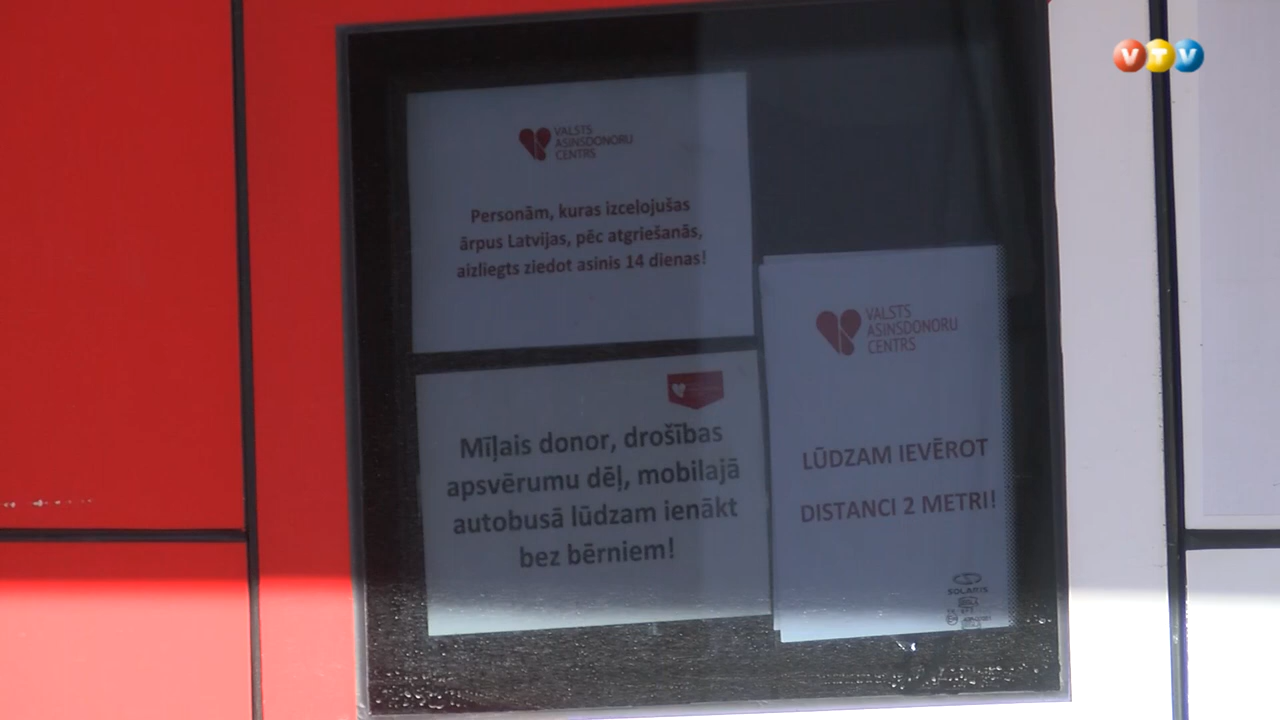 VTV
VALSTS
ASINSDONORU
CENTRS
Personām, kuras izceļojušas
ārpus Latvijas, pēc atgriešanās,
aizliegts ziedot asinis 14 dienas!
Mīļais donor, drošības
apsvērumu dēļ, mobilajā
autobusā lūdzam ienākt
bez bērniem!
VALSTS
ASINSDONORU
CENTRS
LŪDZAM IEVĒROT
DISTANCI 2 METRI!
SOLARIS